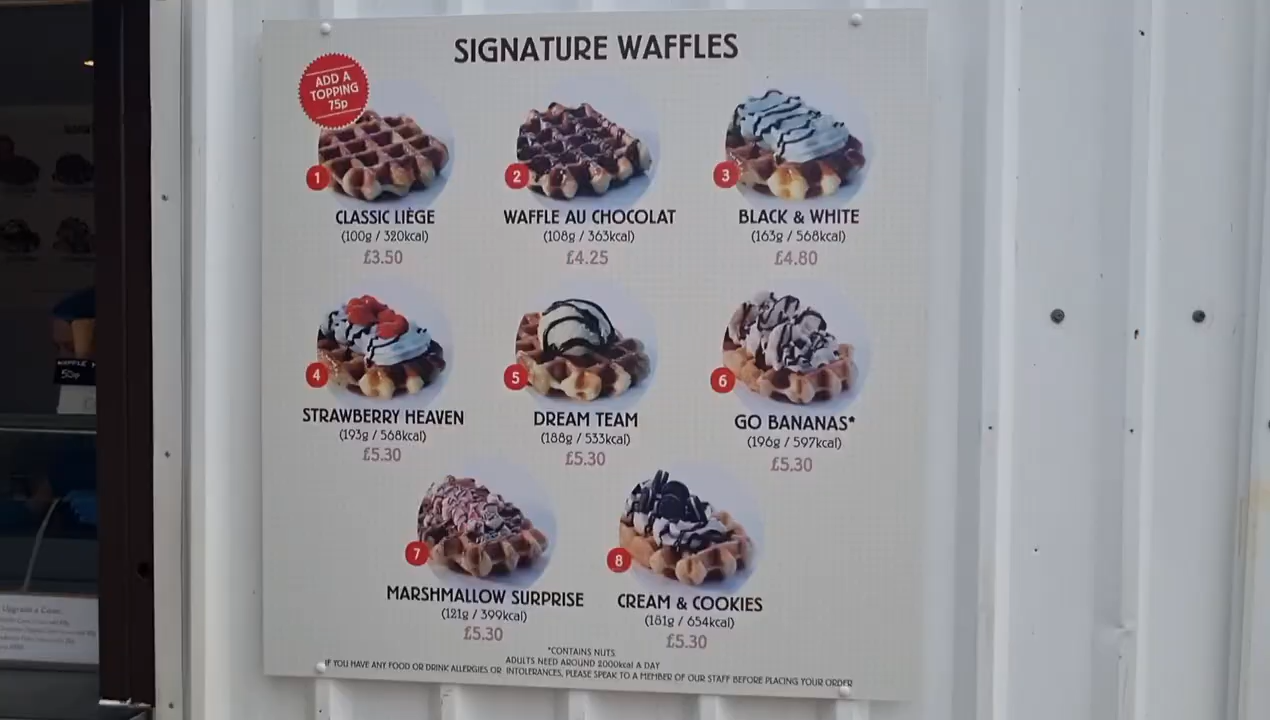 SIGNATURE WAFFLES
ADD A
TOPPING
75p
1
2
3
CLASSIC LIÈGE
WAFFLE AU CHOCOLAT
BLACK & WHITE
(100g / 320kcal)
(108g / 363kcal)
(163g / 568kcal)
£3.50
£4.25
£4.80
4
5
6
STRAWBERRY HEAVEN
DREAM TEAM
GO BANANAS*
(193g / 568kcal)
(188g / 533kcal)
(196g / 597kcal)
£5.30
£5.30
£5.30
7
8
MARSHMALLOW SURPRISE
CREAM & COOKIES
(121g / 399kcal)
(181g / 654kcal)
£5.30
£5.30
*CONTAINS NUTS.
ADULTS NEED AROUND 2000kcal A DAY
IF YOU HAVE ANY FOOD OR DRINK ALLERGIES OR INTOLERANCES, PLEASE SPEAK TO A MEMBER OF OUR STAFF BEFORE PLACING YOUR ORDER
WAFFLE
50p
Upgrade a Cone: